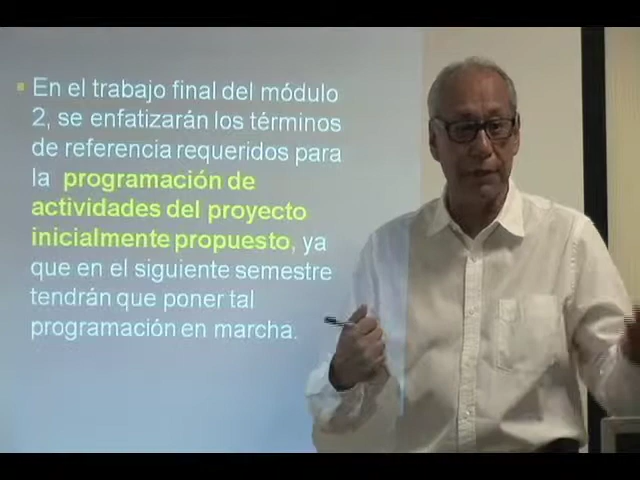 En el trabajo final del módulo
2, se enfatizarán los términos
de referencia requeridos para
la programación de
actividades del proyecto
inicialmente propuesto, ya
que en el siguiente semestre
tendrán que poner tal
programación en marcha.